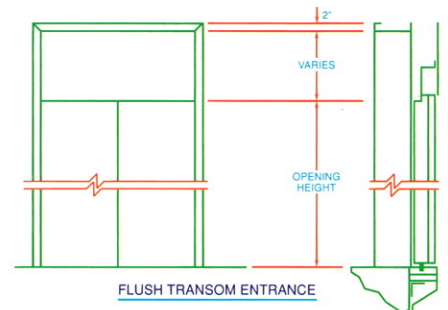 2"
VARIES
OPENING
HEIGHT
FLUSH TRANSOM ENTRANCE